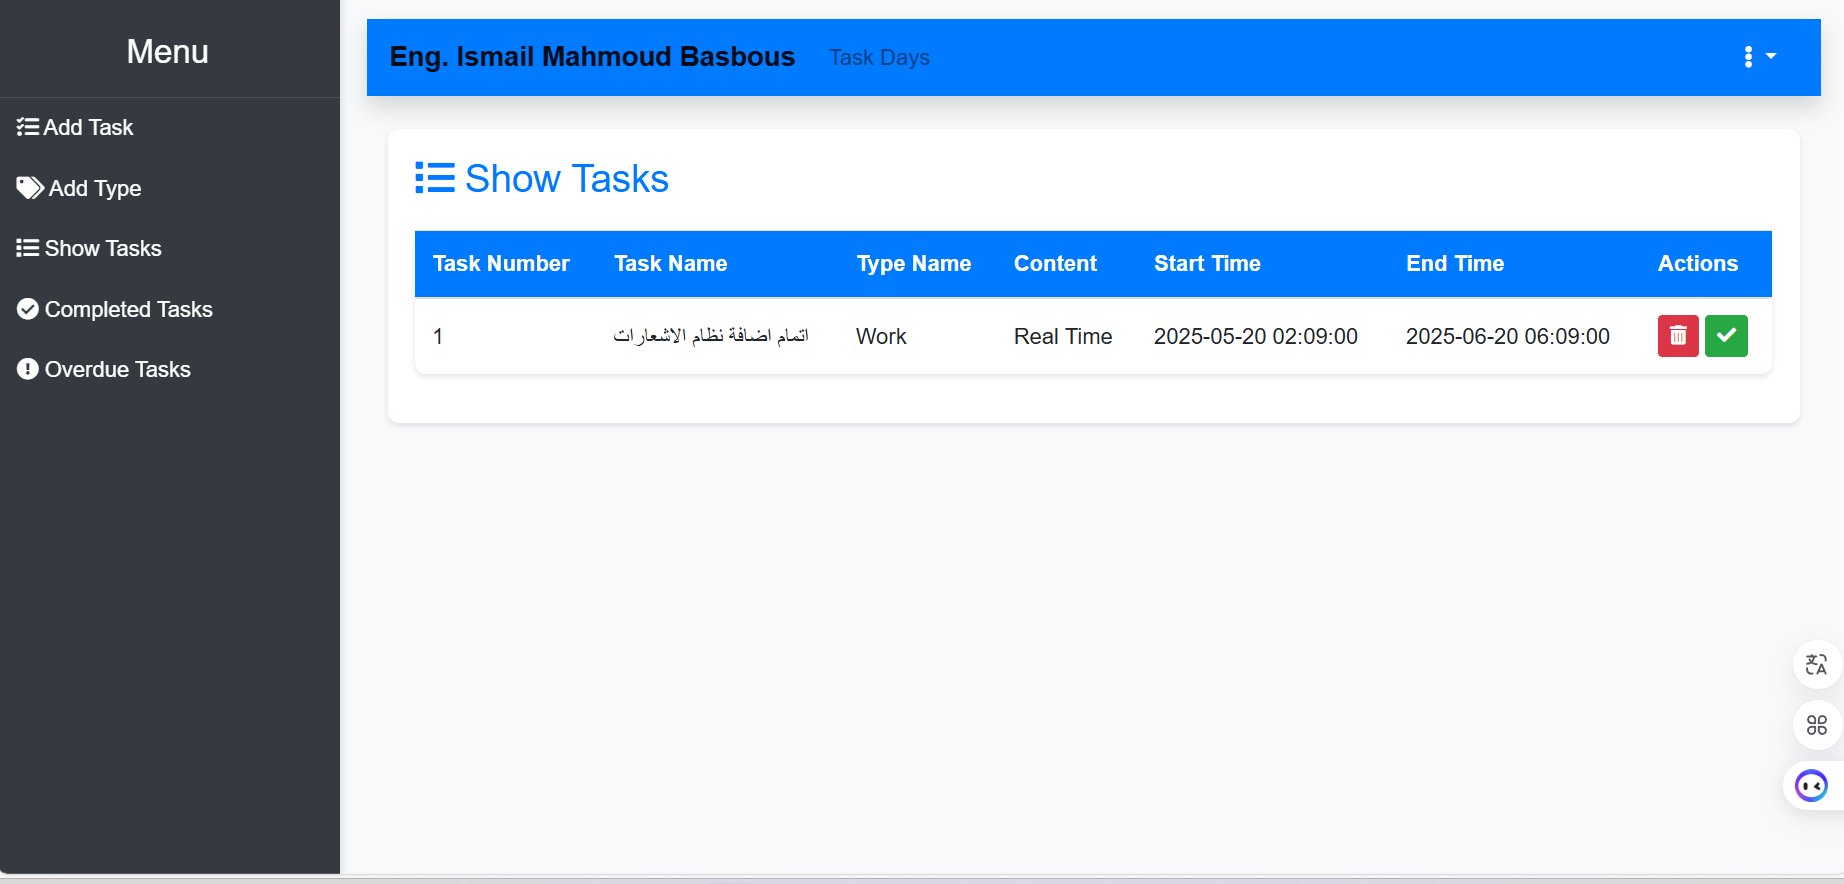 Menu
Add Task
Add Type
Show Tasks
Completed Tasks
Overdue Tasks
Eng. Ismail Mahmoud Basbous Task Days
Show Tasks
Task Number Task Name Type Name Content Start Time End Time Actions
1 اتمام اضافة نظام الاشعارات Work Real Time 2025-05-20 02:09:00 2025-06-20 06:09:00